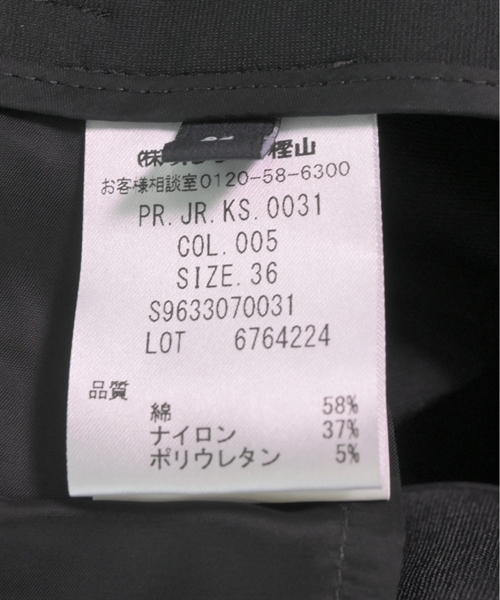 (株) 樫山
お客様相談室0120-58-6300
PR.JR.KS.0031
COL.005
SIZE.36
S9633070031
LOT 6764224
品質
綿 58%
ナイロン 37%
ポリウレタン 5%